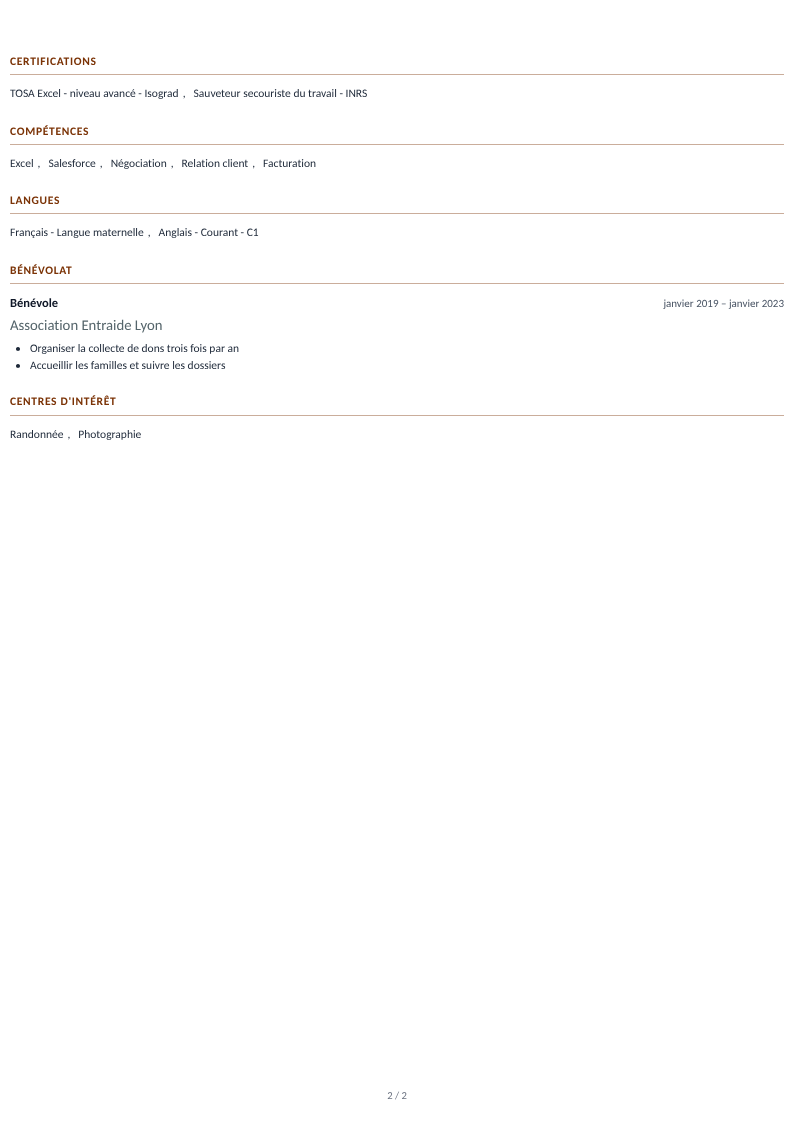 CERTIFICATIONS
TOSA Excel - niveau avancé - Isograd , Sauveteur secouriste du travail - INRS
COMPÉTENCES
Excel , Salesforce , Négociation , Relation client , Facturation
LANGUES
Français - Langue maternelle , Anglais - Courant - C1
BÉNÉVOLAT
Bénévole janvier 2019 – janvier 2023
Association Entraide Lyon
• Organiser la collecte de dons trois fois par an
• Accueillir les familles et suivre les dossiers
CENTRES D'INTÉRÊT
Randonnée , Photographie
2 / 2